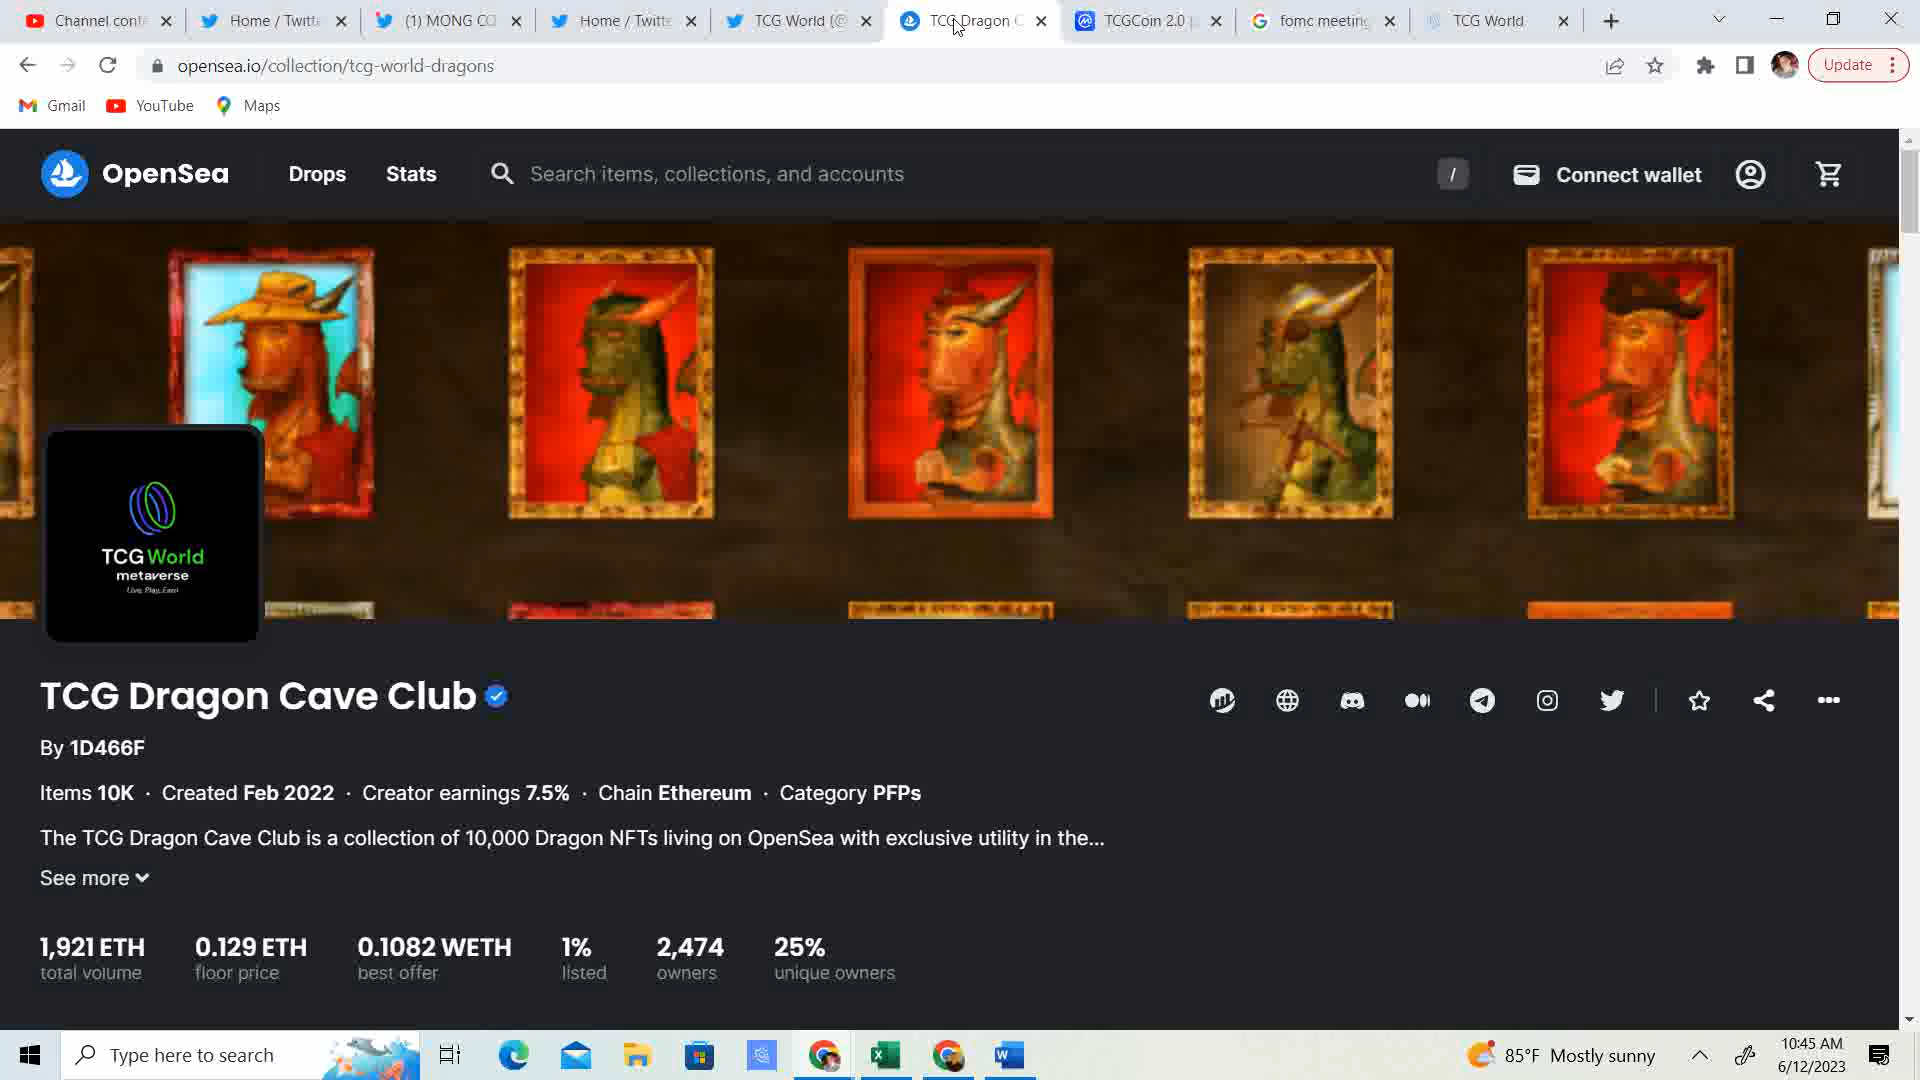 Channel cont
Home / Twitt
(1) MONG CO
Home / Twitte
TCG World (@
TCG Dragon C
TCGCoin 2.0 p
fomc meeting
TCG World
opensea.io/collection/tcg-world-dragons
Update
Gmail
YouTube
Maps
OpenSea
Drops
Stats
Search items, collections, and accounts
/
Connect wallet
TCG World
metaverse
Live, Play, Earn
TCG Dragon Cave Club
By 1D466F
Items 10K · Created Feb 2022 · Creator earnings 7.5% · Chain Ethereum · Category PFPs
The TCG Dragon Cave Club is a collection of 10,000 Dragon NFTs living on OpenSea with exclusive utility in the...
See more
1,921 ETH
total volume
0.129 ETH
floor price
0.1082 WETH
best offer
1%
listed
2,474
owners
25%
unique owners
Type here to search
85°F Mostly sunny
10:45 AM
6/12/2023